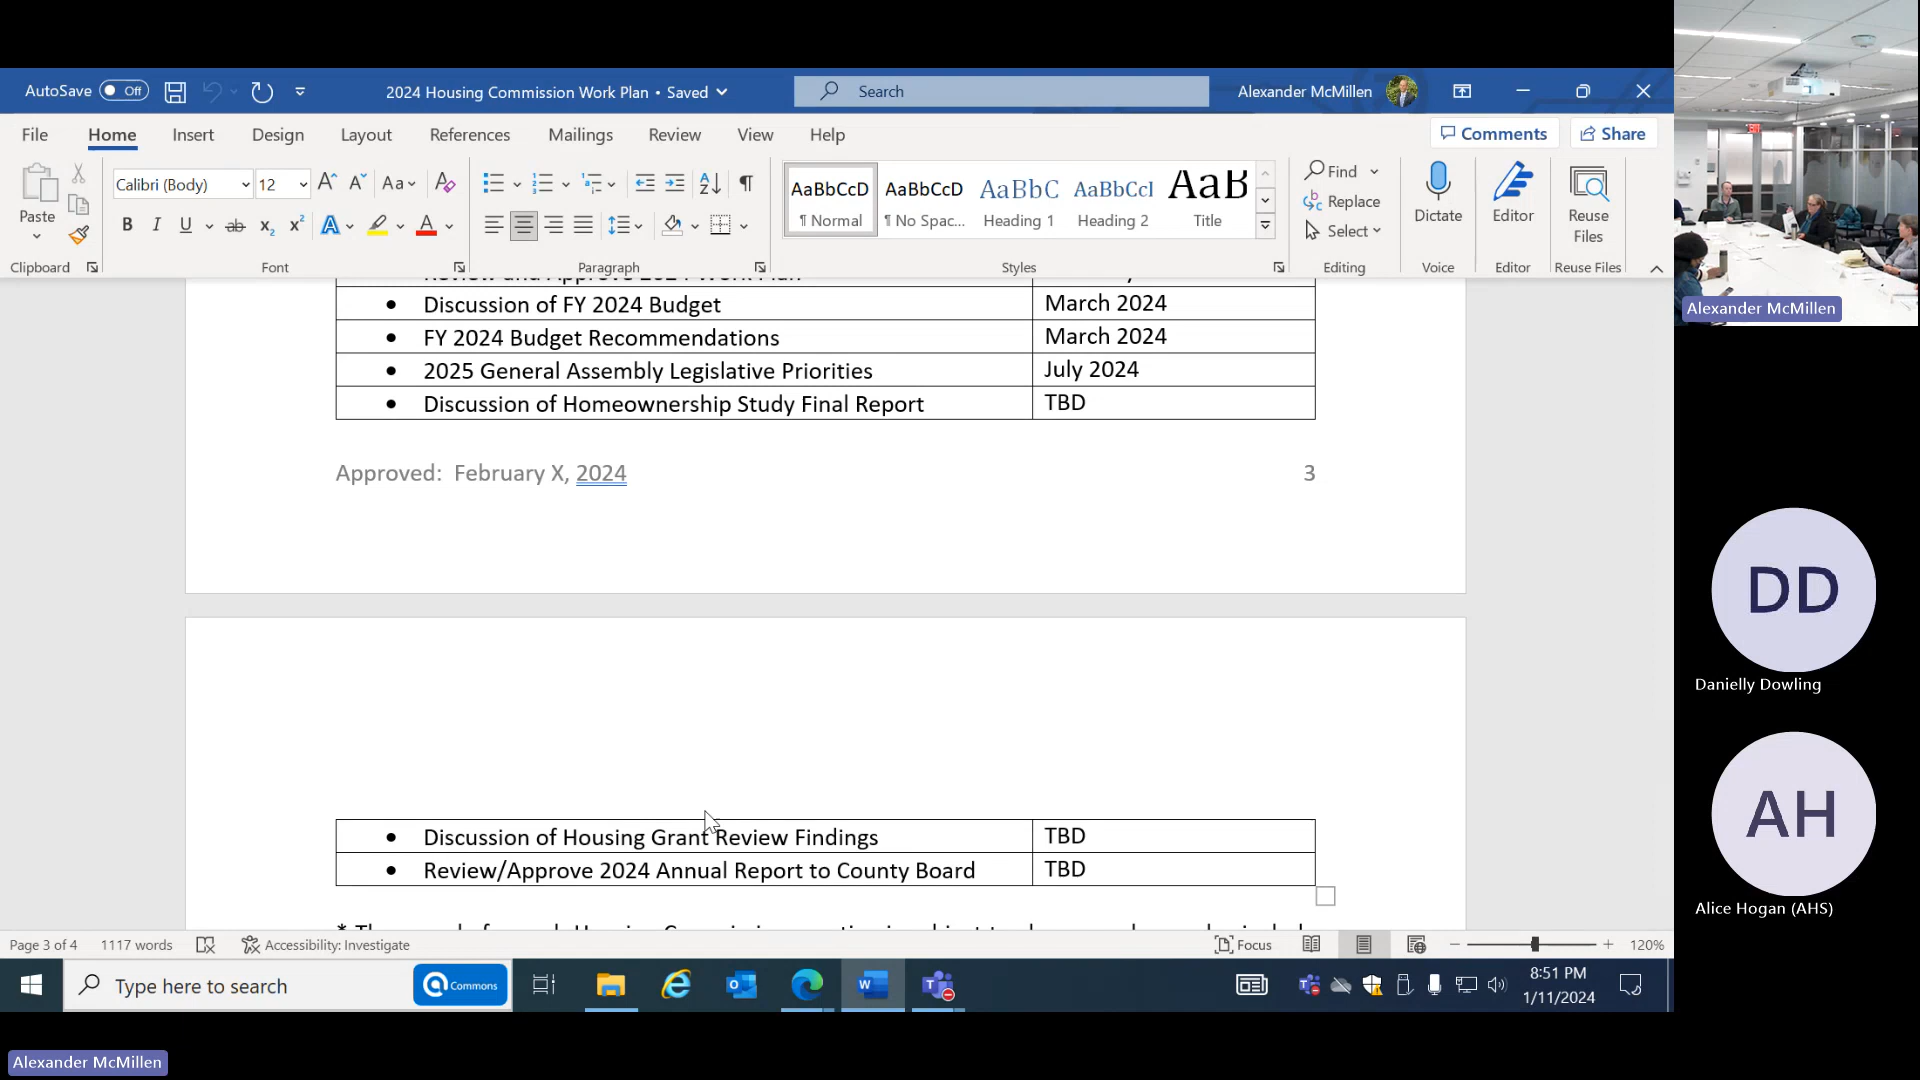 AutoSave Off
2024 Housing Commission Work Plan • Saved
Search
Alexander McMillen
File Home Insert Design Layout References Mailings Review View Help
Comments Share
Paste
Calibri (Body) 12
Aa
B I U ab x₂ x² A A
AaBbCcD AaBbCcD AaBbC AaBbCcI AaB
¶ Normal ¶ No Spac... Heading 1 Heading 2 Title
Find
Replace
Select
Dictate
Editor
Reuse
Files
Clipboard Font Paragraph Styles Editing Voice Editor Reuse Files
Alexander McMillen
• Discussion of FY 2024 Budget March 2024
• FY 2024 Budget Recommendations March 2024
• 2025 General Assembly Legislative Priorities July 2024
• Discussion of Homeownership Study Final Report TBD
Approved: February X, 2024 3
DD
Danielly Dowling
• Discussion of Housing Grant Review Findings TBD
• Review/Approve 2024 Annual Report to County Board TBD
AH
Alice Hogan (AHS)
Page 3 of 4 1117 words Accessibility: Investigate Focus 120%
Type here to search
Commons
8:51 PM
1/11/2024
Alexander McMillen